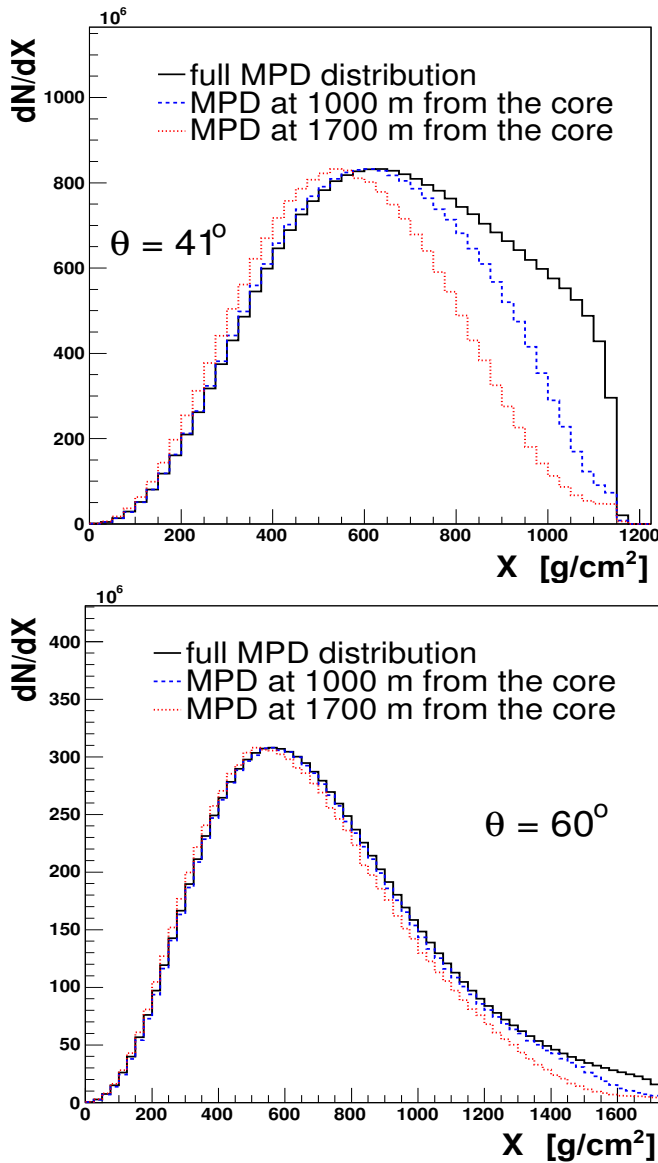 10⁶
dN/dX
full MPD distribution
MPD at 1000 m from the core
MPD at 1700 m from the core
θ = 41°
1000
800
600
400
200
0
0 200 400 600 800 1000 1200
X [g/cm²]
10⁶
dN/dX
full MPD distribution
MPD at 1000 m from the core
MPD at 1700 m from the core
θ = 60°
400
350
300
250
200
150
100
50
0
0 200 400 600 800 1000 1200 1400 1600
X [g/cm²]